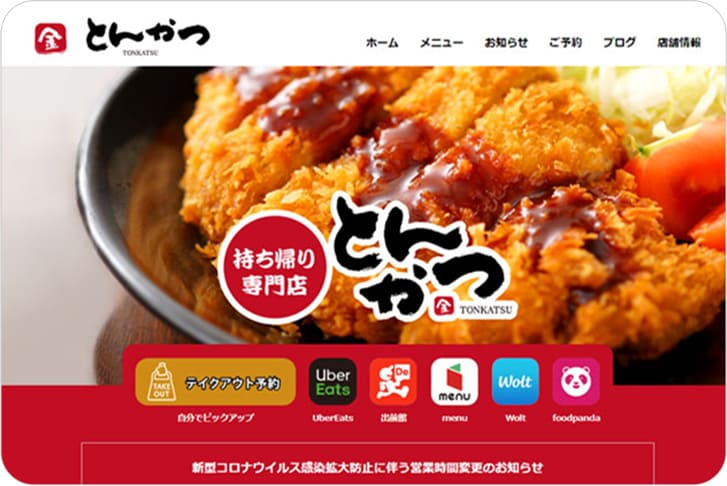 金
とんかつ
TONKATSU
ホーム メニュー お知らせ ご予約 ブログ 店舗情報
持ち帰り
専門店
とん
かつ
金 TONKATSU
TAKE
OUT
テイクアウト予約
Uber
Eats
De
menu
Wolt
自分でピックアップ
UberEats
出前館
menu
Wolt
foodpanda
新型コロナウイルス感染拡大防止に伴う営業時間変更のお知らせ